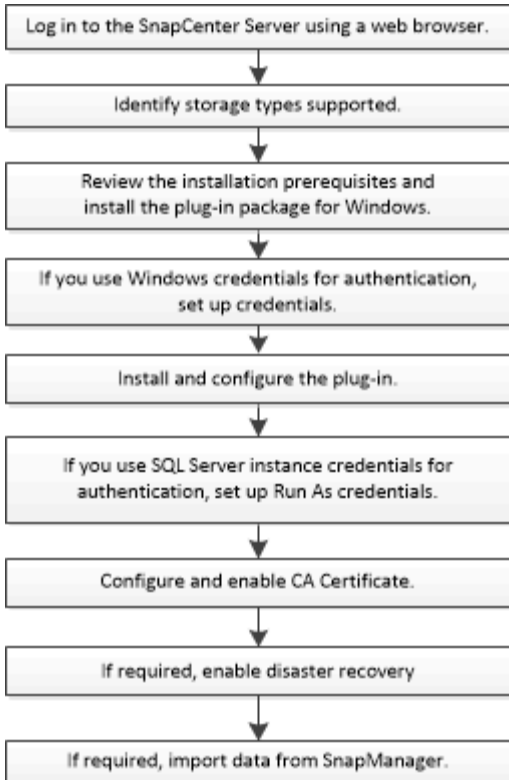 Log in to the SnapCenter Server using a web browser.
Identify storage types supported.
Review the installation prerequisites and
install the plug-in package for Windows.
If you use Windows credentials for authentication,
set up credentials.
Install and configure the plug-in.
If you use SQL Server instance credentials for
authentication, set up Run As credentials.
Configure and enable CA Certificate.
If required, enable disaster recovery
If required, import data from SnapManager.